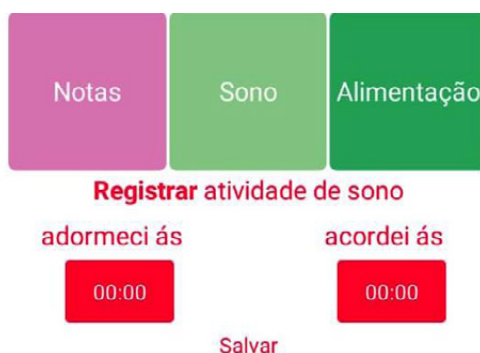 Notas Sono Alimentação
Registrar atividade de sono
adormeci ás acordei ás
00:00 00:00
Salvar